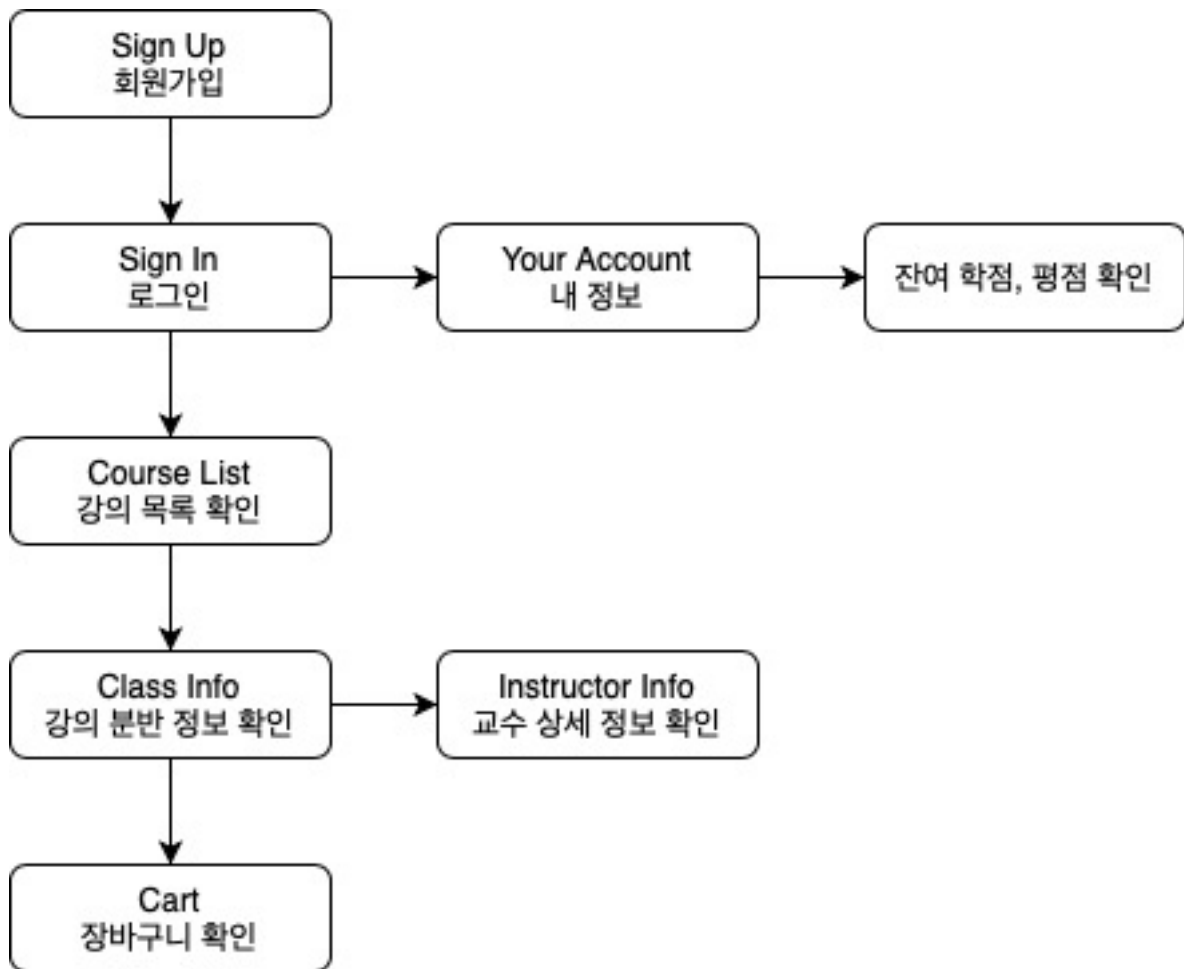 Sign Up
회원가입
Sign In
로그인
Your Account
내 정보
잔여 학점, 평점 확인
Course List
강의 목록 확인
Class Info
강의 분반 정보 확인
Instructor Info
교수 상세 정보 확인
Cart
장바구니 확인